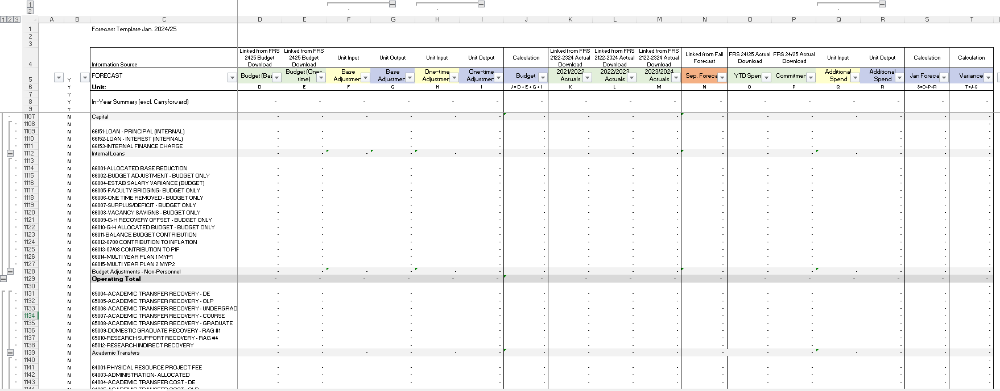 1
2
1 2 3 A B C D E F G H I J K L M N O P Q R S T
1 Forecast Template Jan. 2024/25
2
3
4 Information Source Linked from FRS 2425 Budget Download Linked from FRS 2425 Budget Download Unit Input Unit Output Unit Input Unit Output Calculation Linked from FRS 2122-2324 Actual Download Linked from FRS 2122-2324 Actual Download Linked from FRS 2122-2324 Actual Download Linked from Fall Forecast FRS 24/25 Actual Download FRS 24/25 Actual Download Unit Input Unit Output Calculation Calculation
5 Y FORECAST Budget (Bas Budget (One-time) Base Adjustmer Base Adjustmer One-time Adjustmer One-time Adjustmer Budget 2021/2022 Actuals 2022/2023 Actuals 2023/2024 Actuals Sep. Foreca YTD Spen Commitmer Additional Spend Additional Spend Jan Foreca Variance
6 Y Unit: D E F G H I J = D + E + G + I K L M N O P Q R S=O+P+R T=J-S
7 Y
8 Y In-Year Summary (excl. Carryforward) - - - - - - - - - - - - - - - - -
9 Y
1107 N Capital - - - - - - - - - - - - - - - - -
1108 N -
1109 N 66151-LOAN - PRINCIPAL (INTERNAL) - - - - - - - - - - - - -
1110 N 66152-LOAN - INTEREST (INTERNAL) - - - - - - - - - - - - -
1111 N 66153-INTERNAL FINANCE CHARGE - - - - - - - - - - - - -
1112 N Internal Loans - - - - - - - - - - - - - - - - -
1113 N -
1114 N 66001-ALLOCATED BASE REDUCTION - - - - - - - - - - - - -
1115 N 66002-BUDGET ADJUSTMENT - BUDGET ONLY - - - - - - - - - - - - -
1116 N 66004-ESTAB SALARY VARIANCE (BUDGET) - - - - - - - - - - - - -
1117 N 66005-FACULTY BRIDGING- BUDGET ONLY - - - - - - - - - - - - -
1118 N 66006-ONE TIME REMOVED - BUDGET ONLY - - - - - - - - - - - - -
1119 N 66007-SURPLUS/DEFICIT - BUDGET ONLY - - - - - - - - - - - - -
1120 N 66008-VACANCY SAVIGNS - BUDGET ONLY - - - - - - - - - - - - -
1121 N 66009-G-H RECOVERY OFFSET - BUDGET ONLY - - - - - - - - - - - - -
1122 N 66010-G-H ALLOCATED BUDGET - BUDGET ONLY - - - - - - - - - - - - -
1123 N 66011-BALANCE BUDGET CONTRIBUTION - - - - - - - - - - - - -
1124 N 66012-0708 CONTRIBUTION TO INFLATION - - - - - - - - - - - - -
1125 N 66013-07/08 CONTRIBUTION TO PIF - - - - - - - - - - - - -
1126 N 66014-MULTI YEAR PLAN 1 MYP1 - - - - - - - - - - - - -
1127 N 66015-MULTI YEAR PLAN 2 MYP2 - - - - - - - - - - - - -
1128 N Budget Adjustments - Non-Personnel - - - - - - - - - - - - - - - - -
1129 N Operating Total - - - - - - - - - - - - - - - - -
1130 N -
1131 N 65004-ACADEMIC TRANSFER RECOVERY - DE - - - - - - - - - - - - -
1132 N 65005-ACADEMIC TRANSFER RECOVERY - OLP - - - - - - - - - - - - -
1133 N 65006-ACADEMIC TRANSFER RECOVERY - UNDERGRAD - - - - - - - - - - - - -
1134 N 65007-ACADEMIC TRANSFER RECOVERY - COURSE - - - - - - - - - - - - -
1135 N 65008-ACADEMIC TRANSFER RECOVERY - GRADUATE - - - - - - - - - - - - -
1136 N 65009-DOMESTIC GRADUATE RECOVERY - RAG #1 - - - - - - - - - - - - -
1137 N 65010-RESEARCH SUPPORT RECOVERY - RAG #4 - - - - - - - - - - - - -
1138 N 65012-RESEARCH INDIRECT RECOVERY - - - - - - - - - - - - -
1139 N Academic Transfers - - - - - - - - - - - - - - - - -
1140 N -
1141 N 64001-PHYSICAL RESOURCE PROJECT FEE - - - - - - - - - - - - -
1142 N 64003-ADMINISTRATION- ALLOCATED - - - - - - - - - - - - -
1143 N 64004-ACADEMIC TRANSFER COST - DE - - - - - - - - - - - - -